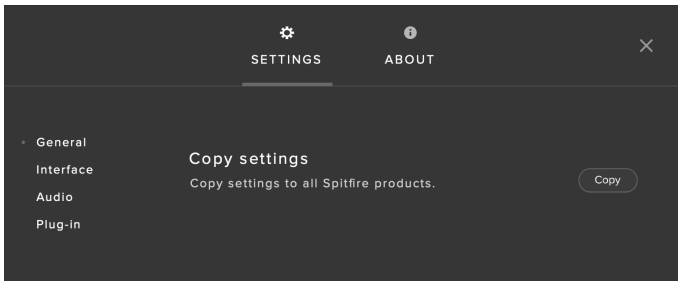 SETTINGS
ABOUT
General
Interface
Audio
Plug-in
Copy settings
Copy settings to all Spitfire products.
Copy